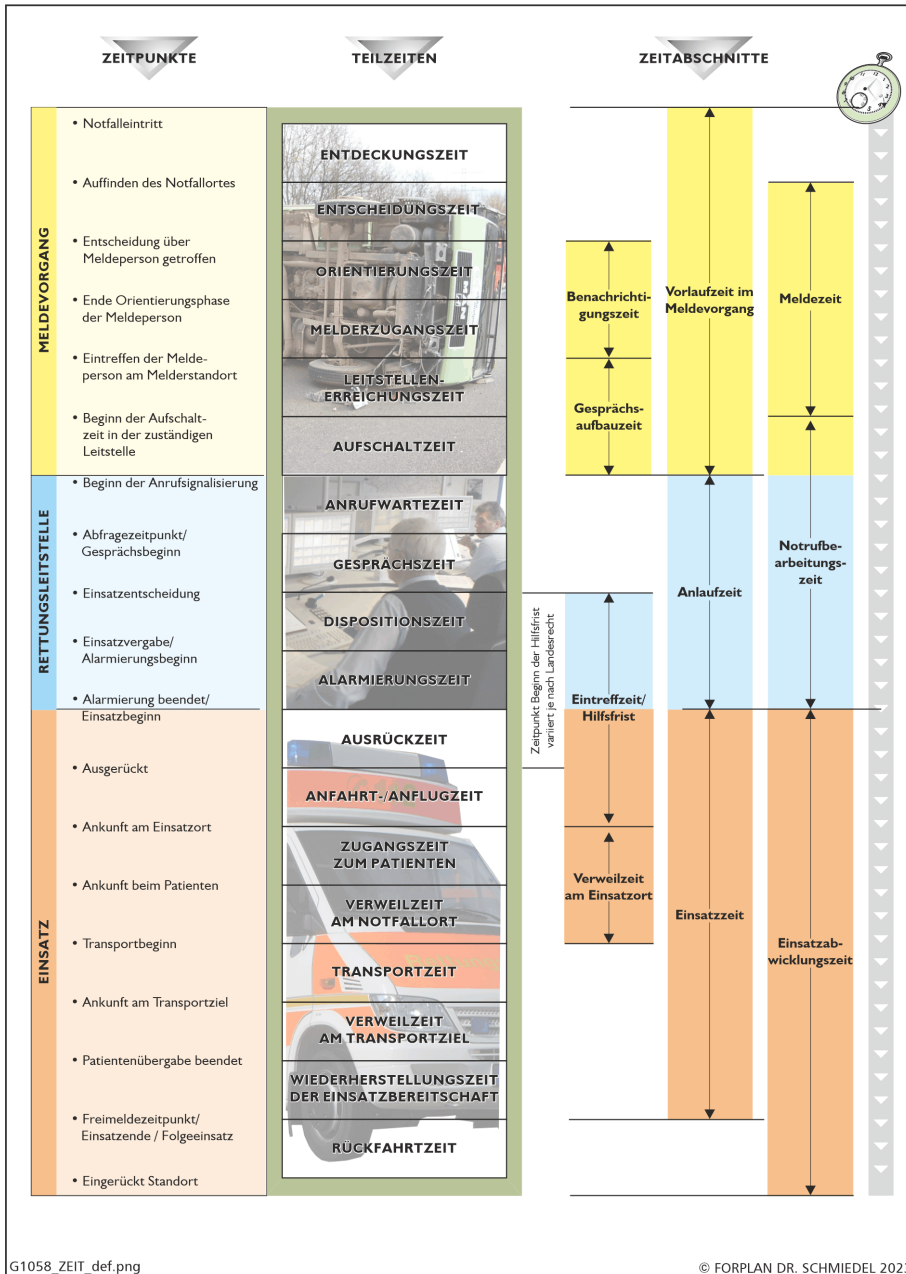 ZEITPUNKTE
TEILZEITEN
ZEITABSCHNITTE
MELDEVORGANG
• Notfalleintritt
• Auffinden des Notfallortes
• Entscheidung über
Meldeperson getroffen
• Ende Orientierungsphase
der Meldeperson
• Eintreffen der Melde-
person am Melderstandort
• Beginn der Aufschalt-
zeit in der zuständigen
Leitstelle
RETTUNGSLEITSTELLE
• Beginn der Anrufsignalisierung
• Abfragezeitpunkt/
Gesprächsbeginn
• Einsatzentscheidung
• Einsatzvergabe/
Alarmierungsbeginn
• Alarmierung beendet/
Einsatzbeginn
EINSATZ
• Ausgerückt
• Ankunft am Einsatzort
• Ankunft beim Patienten
• Transportbeginn
• Ankunft am Transportziel
• Patientenübergabe beendet
• Freimeldezeitpunkt/
Einsatzende / Folgeeinsatz
• Eingerückt Standort
ENTDECKUNGSZEIT
ENTSCHEIDUNGSZEIT
ORIENTIERUNGSZEIT
MELDERZUGANGSZEIT
LEITSTELLEN-
ERREICHUNGSZEIT
AUFSCHALTZEIT
ANRUFWARTEZEIT
GESPRÄCHSZEIT
DISPOSITIONSZEIT
ALARMIERUNGSZEIT
AUSRÜCKZEIT
ANFAHRT-/ANFLUGZEIT
ZUGANGSZEIT
ZUM PATIENTEN
VERWEILZEIT
AM NOTFALLORT
TRANSPORTZEIT
VERWEILZEIT
AM TRANSPORTZIEL
WIEDERHERSTELLUNGSZEIT
DER EINSATZBEREITSCHAFT
RÜCKFAHRTZEIT
Zeitpunkt Beginn der Hilfsfrist
variiert je nach Landesrecht
Benachrichti-
gungszeit
Gesprächs-
aufbauzeit
Eintreffzeit/
Hilfsfrist
Verweilzeit
am Einsatzort
Vorlaufzeit im
Meldevorgang
Anlaufzeit
Einsatzzeit
Meldezeit
Notrufbe-
arbeitungs-
zeit
Einsatzab-
wicklungszeit
G1058_ZEIT_def.png
© FORPLAN DR. SCHMIEDEL 2023